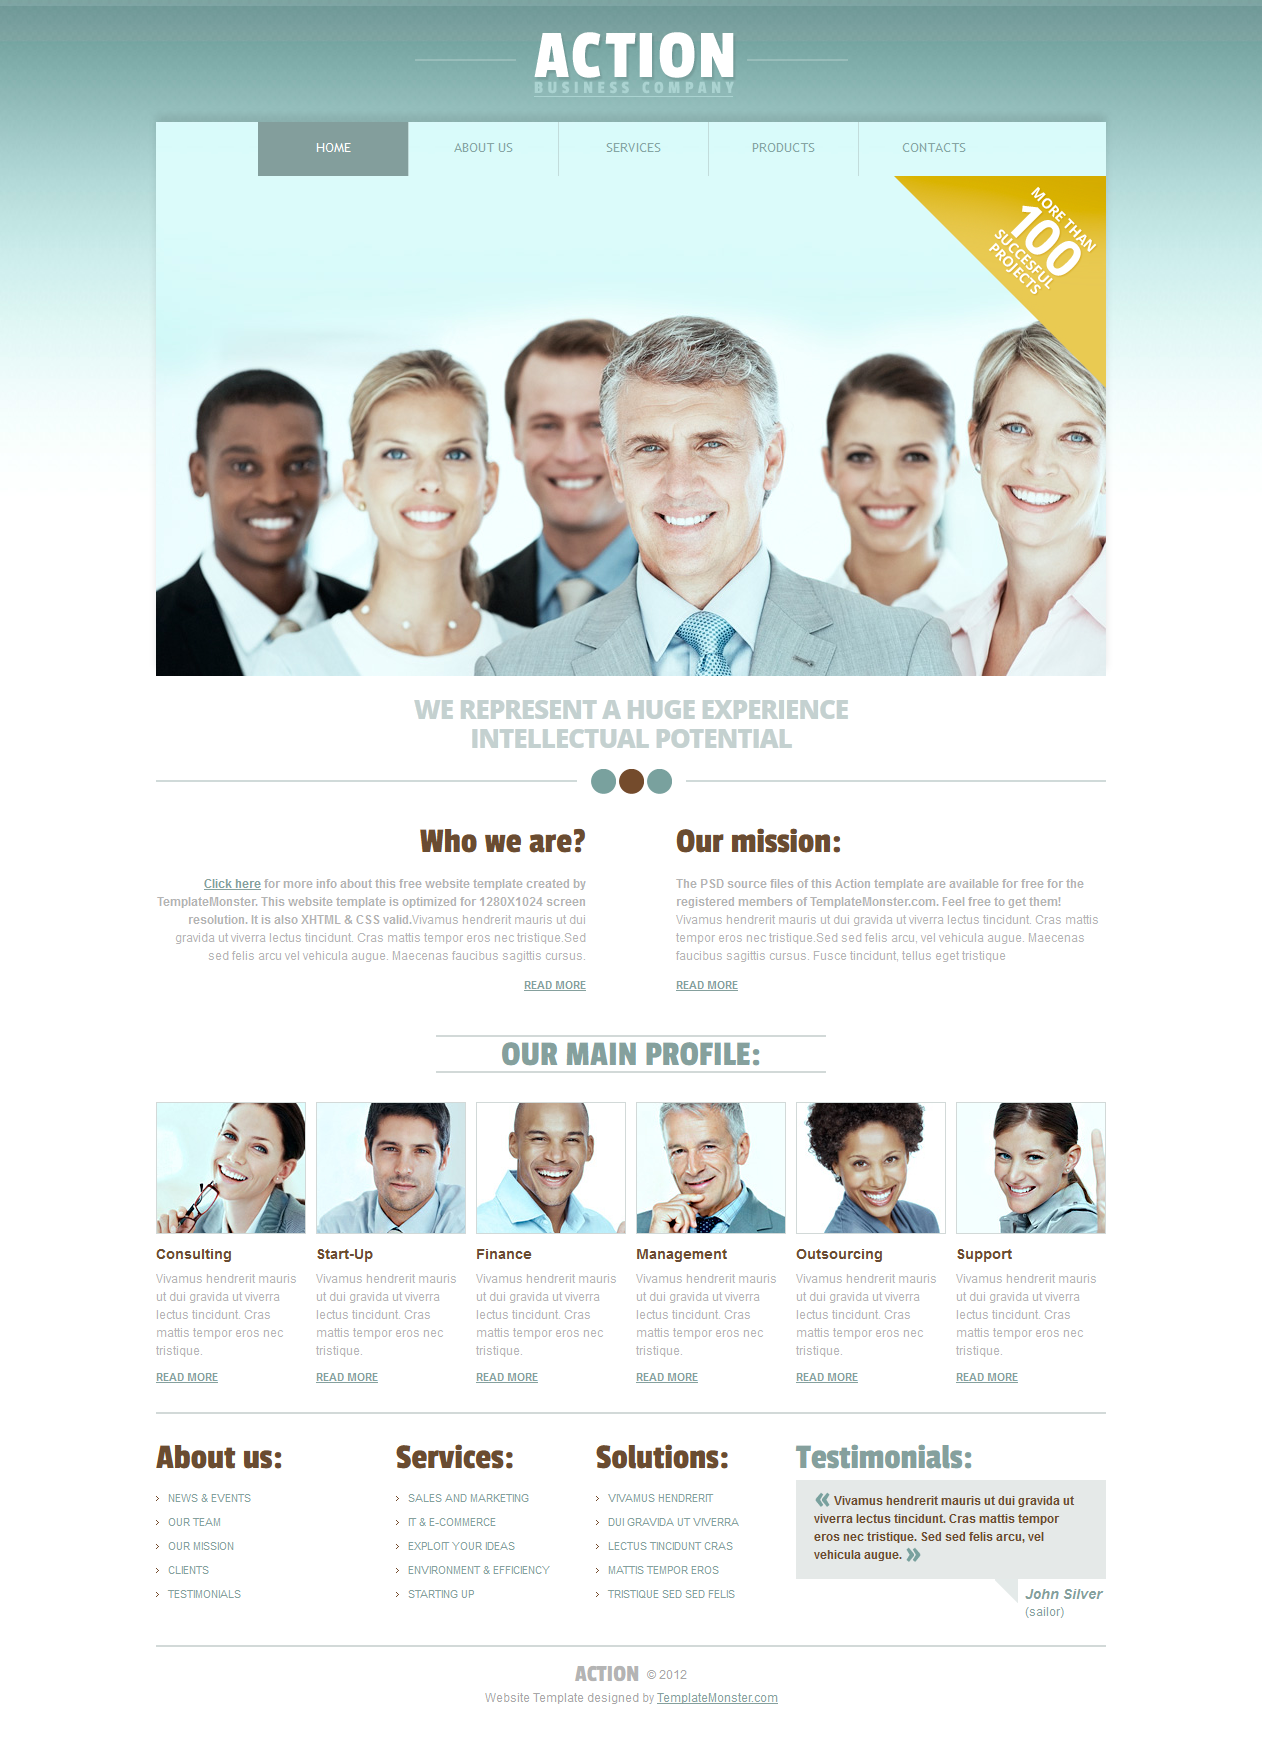 ACTION
BUSINESS COMPANY
HOME
ABOUT US
SERVICES
PRODUCTS
CONTACTS
MORE THAN
100
SUCCESFUL
PROJECTS
WE REPRESENT A HUGE EXPERIENCE
INTELLECTUAL POTENTIAL
Who we are?
Click here for more info about this free website template created by
TemplateMonster. This website template is optimized for 1280X1024 screen
resolution. It is also XHTML & CSS valid.Vivamus hendrerit mauris ut dui
gravida ut viverra lectus tincidunt. Cras mattis tempor eros nec tristique.Sed
sed felis arcu vel vehicula augue. Maecenas faucibus sagittis cursus.
READ MORE
Our mission:
The PSD source files of this Action template are available for free for the
registered members of TemplateMonster.com. Feel free to get them!
Vivamus hendrerit mauris ut dui gravida ut viverra lectus tincidunt. Cras mattis
tempor eros nec tristique.Sed sed felis arcu, vel vehicula augue. Maecenas
faucibus sagittis cursus. Fusce tincidunt, tellus eget tristique
READ MORE
OUR MAIN PROFILE:
Consulting
Vivamus hendrerit mauris
ut dui gravida ut viverra
lectus tincidunt. Cras
mattis tempor eros nec
tristique.
READ MORE
Start-Up
Vivamus hendrerit mauris
ut dui gravida ut viverra
lectus tincidunt. Cras
mattis tempor eros nec
tristique.
READ MORE
Finance
Vivamus hendrerit mauris
ut dui gravida ut viverra
lectus tincidunt. Cras
mattis tempor eros nec
tristique.
READ MORE
Management
Vivamus hendrerit mauris
ut dui gravida ut viverra
lectus tincidunt. Cras
mattis tempor eros nec
tristique.
READ MORE
Outsourcing
Vivamus hendrerit mauris
ut dui gravida ut viverra
lectus tincidunt. Cras
mattis tempor eros nec
tristique.
READ MORE
Support
Vivamus hendrerit mauris
ut dui gravida ut viverra
lectus tincidunt. Cras
mattis tempor eros nec
tristique.
READ MORE
About us:
NEWS & EVENTS
OUR TEAM
OUR MISSION
CLIENTS
TESTIMONIALS
Services:
SALES AND MARKETING
IT & E-COMMERCE
EXPLOIT YOUR IDEAS
ENVIRONMENT & EFFICIENCY
STARTING UP
Solutions:
VIVAMUS HENDRERIT
DUI GRAVIDA UT VIVERRA
LECTUS TINCIDUNT CRAS
MATTIS TEMPOR EROS
TRISTIQUE SED SED FELIS
Testimonials:
« Vivamus hendrerit mauris ut dui gravida ut
viverra lectus tincidunt. Cras mattis tempor
eros nec tristique. Sed sed felis arcu, vel
vehicula augue. »
John Silver
(sailor)
ACTION © 2012
Website Template designed by TemplateMonster.com